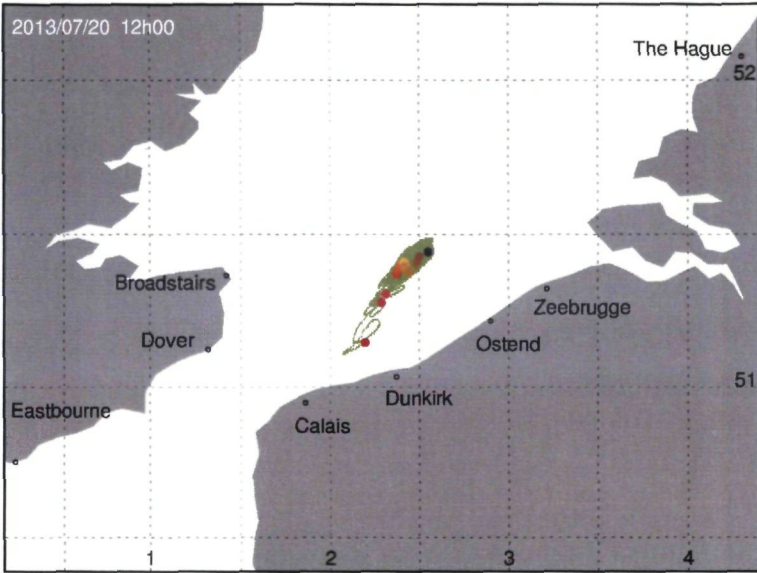 2013/07/20 12h00
The Hague
52
Broadstairs
Zeebrugge
Dover
Ostend
51
Dunkirk
Eastbourne
Calais
1 2 3 4